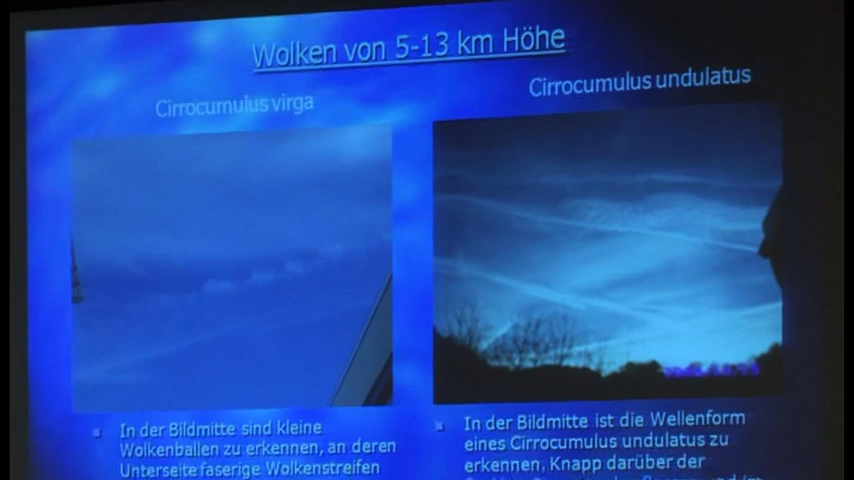 Wolken von 5-13 km Höhe
Cirrocumulus virga
Cirrocumulus undulatus
In der Bildmitte sind kleine
Wolkenballen zu erkennen, an deren
Unterseite faserige Wolkenstreifen
In der Bildmitte ist die Wellenform
eines Cirrocumulus undulatus zu
erkennen. Knapp darüber der